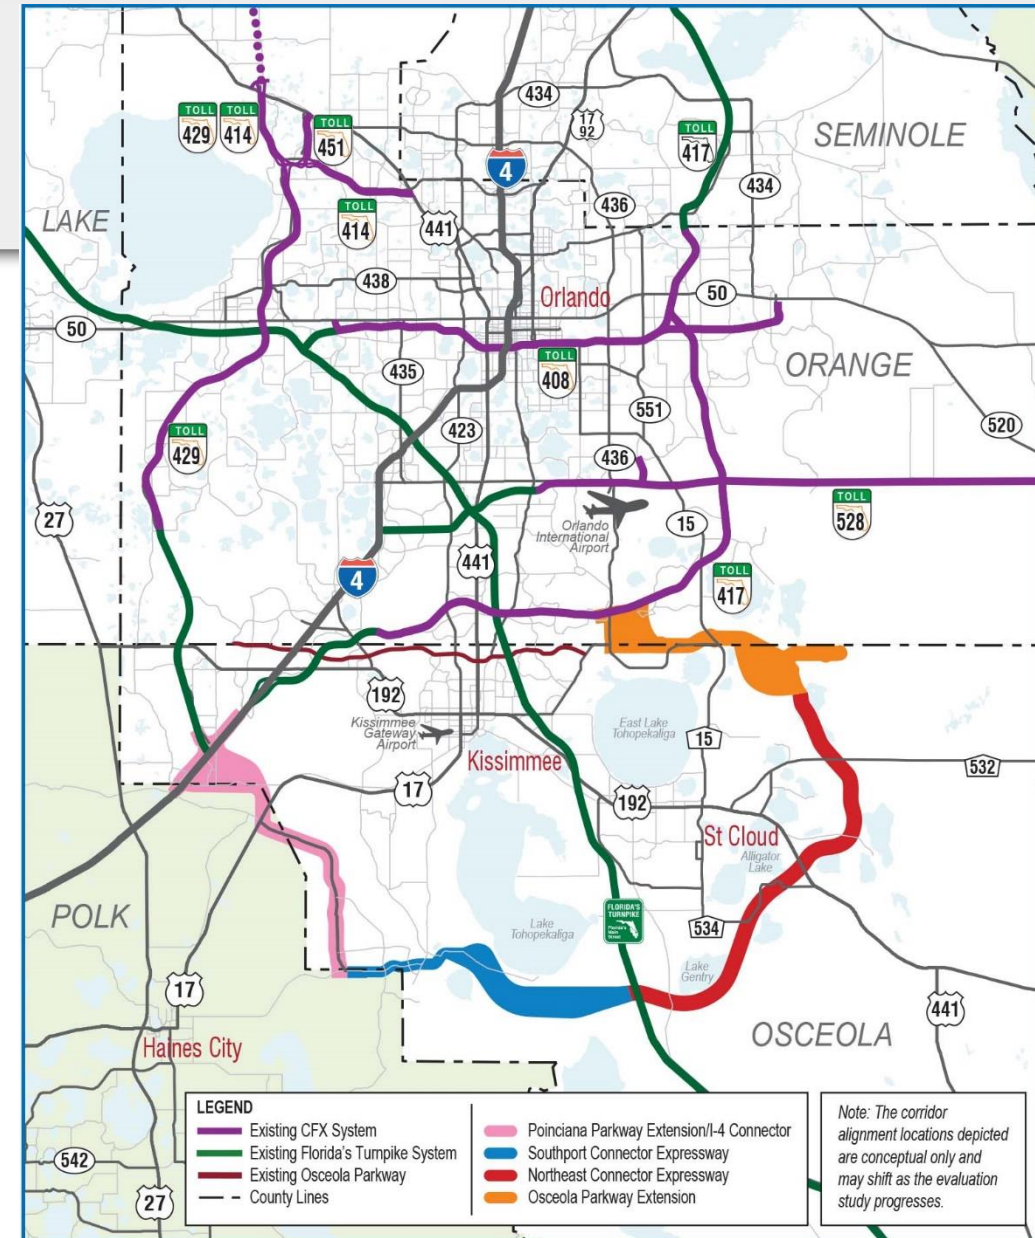 434
17
92
TOLL
429
TOLL
414
TOLL
451
TOLL
417
SEMINOLE
4
434
LAKE
TOLL
414
441
436
438
Orlando
50
50
TOLL
408
ORANGE
435
551
423
520
TOLL
429
436
27
TOLL
528
Orlando
International
Airport
15
441
4
TOLL
417
192
Kissimmee
Gateway
Airport
East Lake
Tohopekaliga
15
Kissimmee
532
17
192
St Cloud
Alligator
Lake
POLK
FLORIDA'S
TURNPIKE
Lake
Tohopekaliga
534
Lake
Gentry
17
441
OSCEOLA
Haines City
542
27
LEGEND
Existing CFX System
Existing Florida's Turnpike System
Existing Osceola Parkway
County Lines
Poinciana Parkway Extension/I-4 Connector
Southport Connector Expressway
Northeast Connector Expressway
Osceola Parkway Extension
Note: The corridor
alignment locations depicted
are conceptual only and
may shift as the evaluation
study progresses.